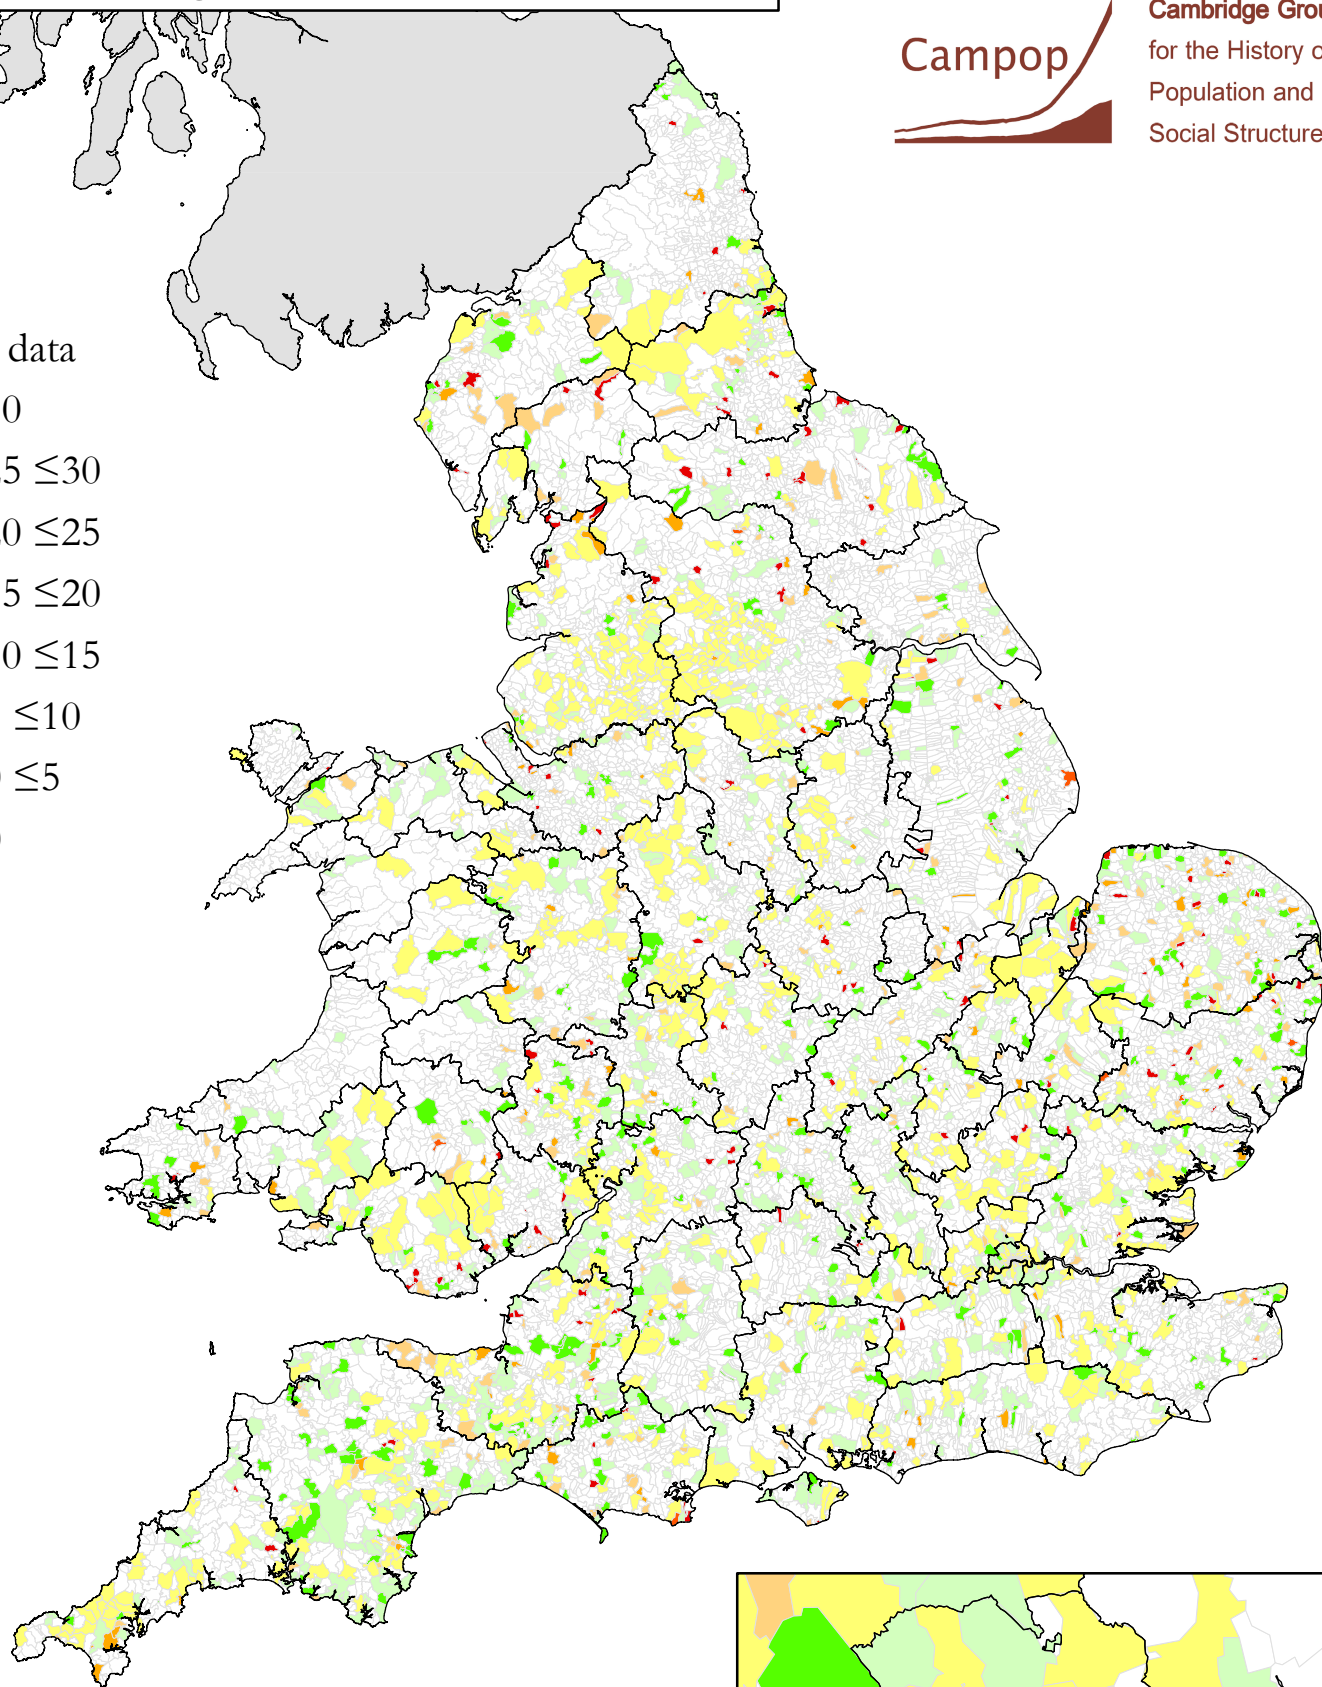 Campop
Cambridge Grou
for the History o
Population and
Social Structure
data
0
5 ≤30
0 ≤25
5 ≤20
0 ≤15
≤10
≤5